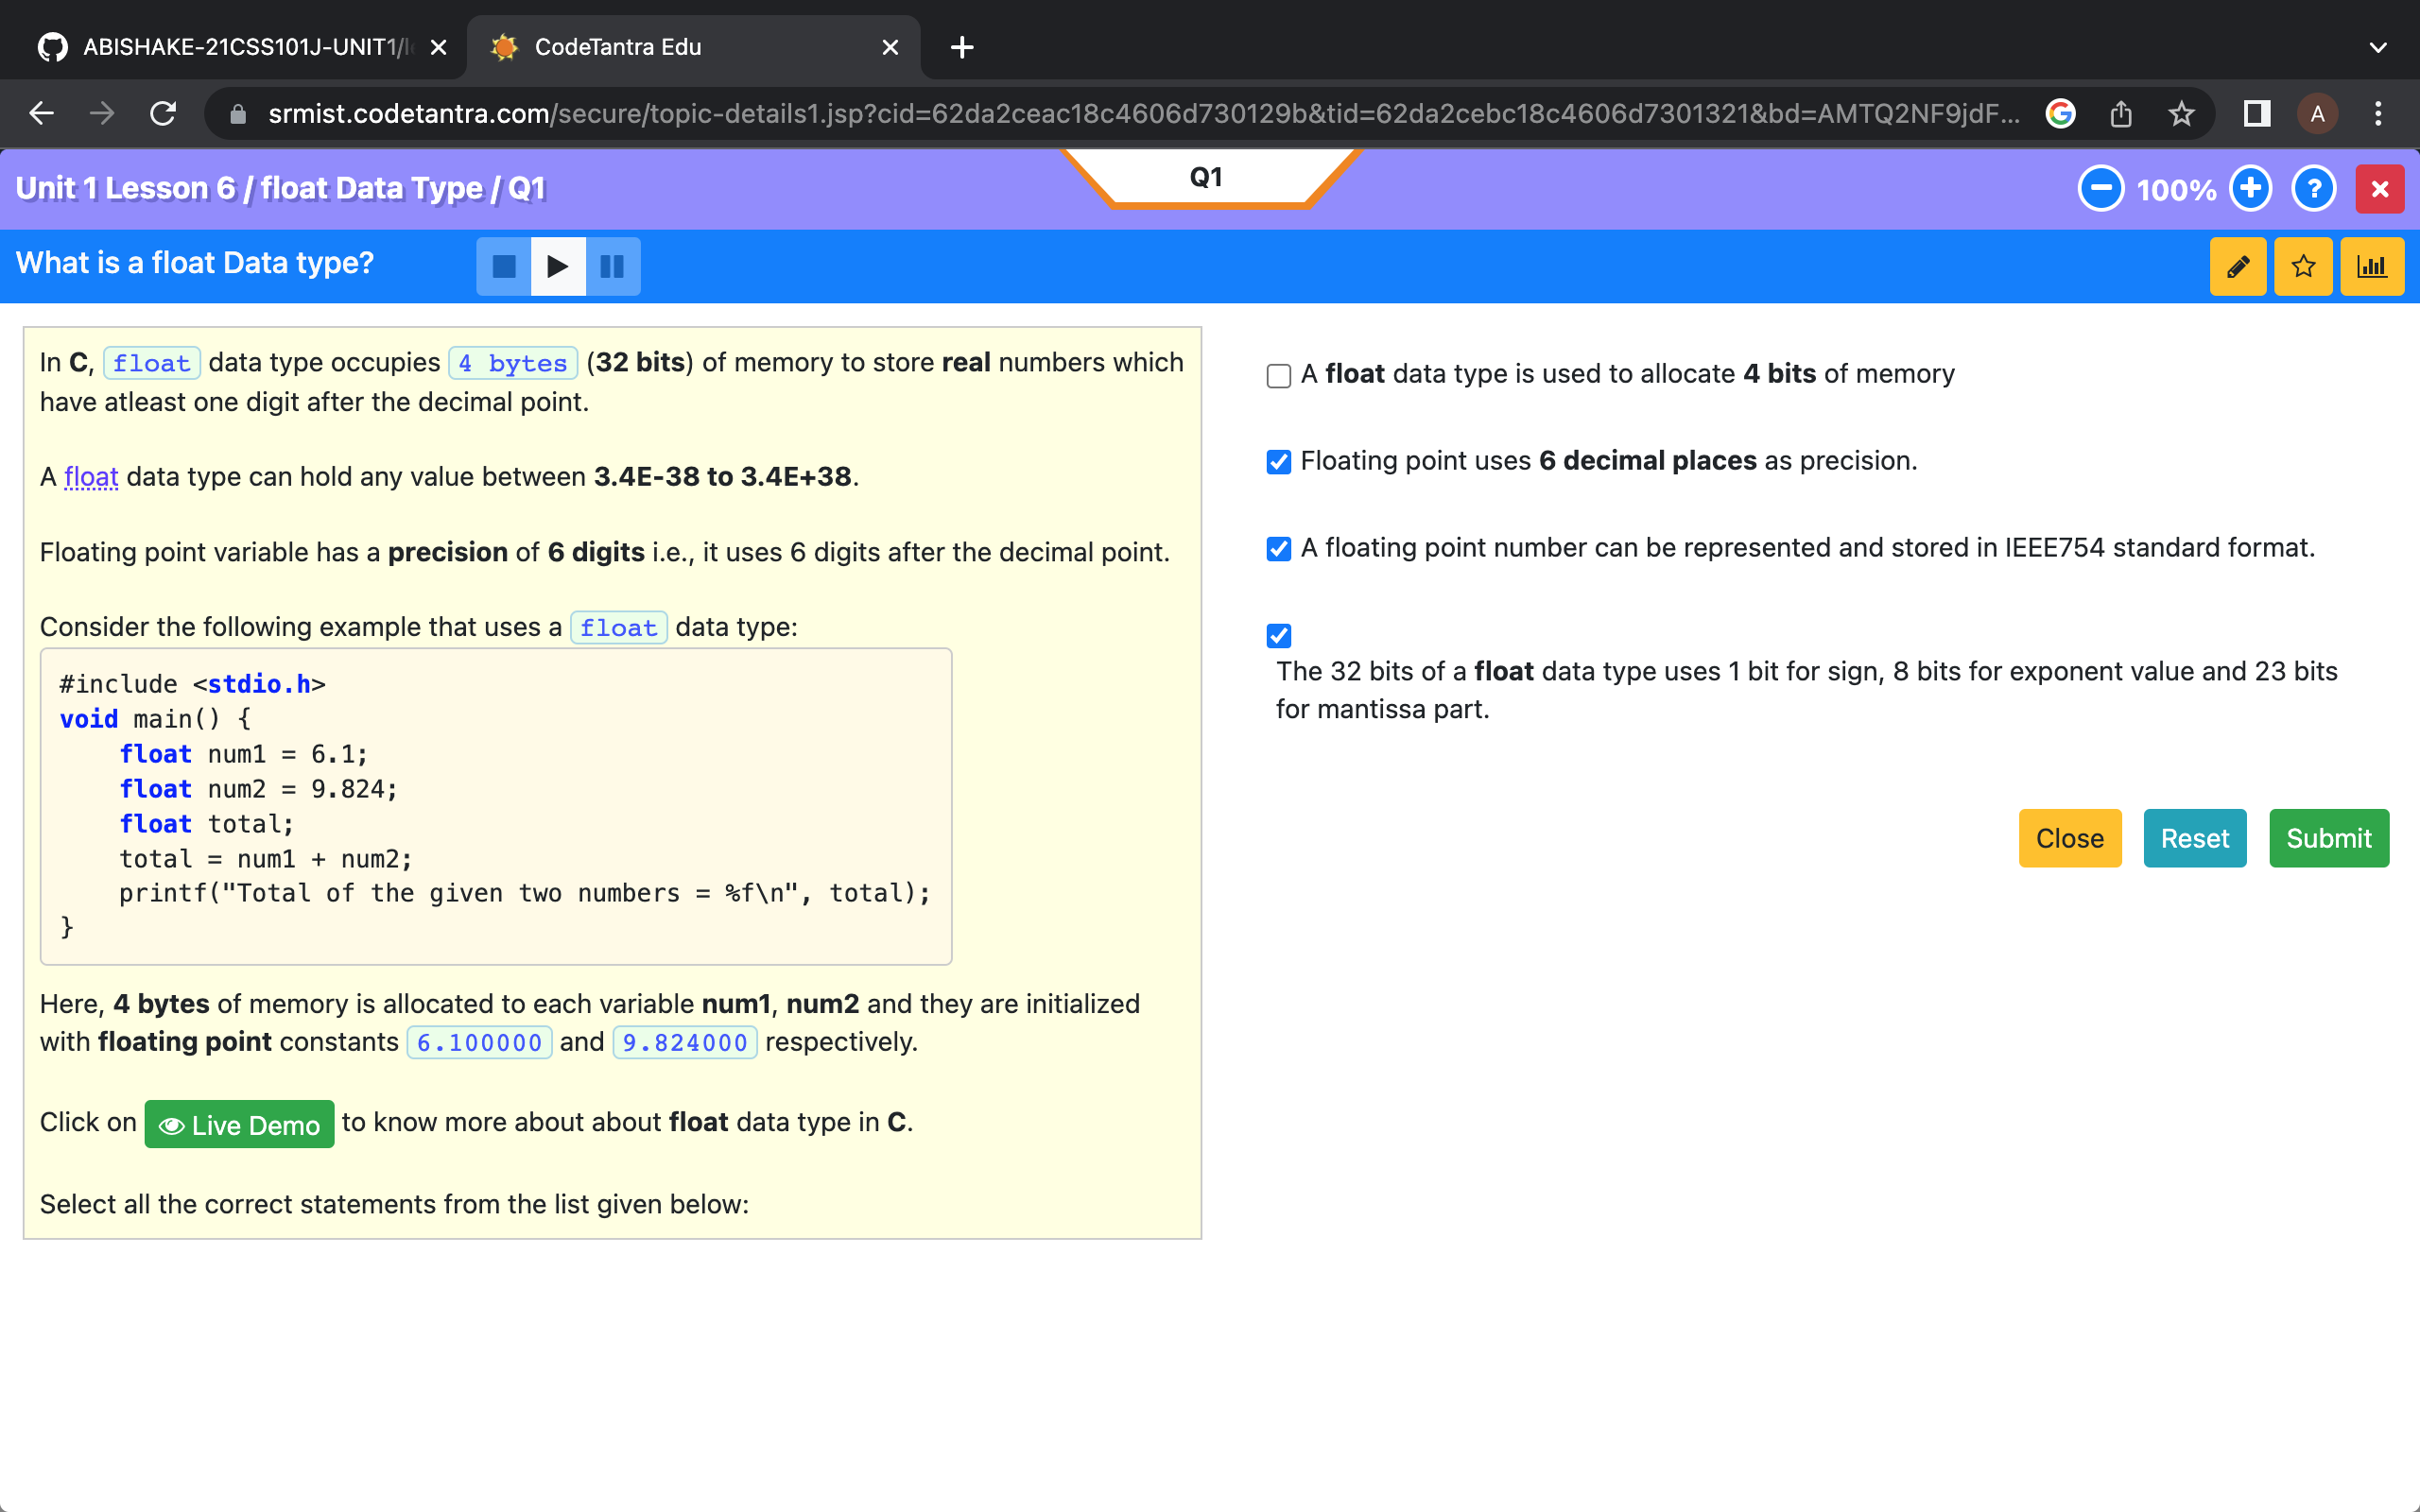 ABISHAKE-21CSS101J-UNIT1/
CodeTantra Edu
srmist.codetantra.com/secure/topic-details1.jsp?cid=62da2ceac18c4606d730129b&tid=62da2cebc18c4606d7301321&bd=AMTQ2NF9jdF...
A
Unit 1 Lesson 6 / float Data Type / Q1
Q1
100%
?
What is a float Data type?
In C, float data type occupies 4 bytes (32 bits) of memory to store real numbers which
have atleast one digit after the decimal point.
A float data type can hold any value between 3.4E-38 to 3.4E+38.
Floating point variable has a precision of 6 digits i.e., it uses 6 digits after the decimal point.
Consider the following example that uses a float data type:
#include <stdio.h>
void main() {
    float num1 = 6.1;
    float num2 = 9.824;
    float total;
    total = num1 + num2;
    printf("Total of the given two numbers = %f\n", total);
}
Here, 4 bytes of memory is allocated to each variable num1, num2 and they are initialized
with floating point constants 6.100000 and 9.824000 respectively.
Click on Live Demo to know more about about float data type in C.
Select all the correct statements from the list given below:
A float data type is used to allocate 4 bits of memory
Floating point uses 6 decimal places as precision.
A floating point number can be represented and stored in IEEE754 standard format.
The 32 bits of a float data type uses 1 bit for sign, 8 bits for exponent value and 23 bits
for mantissa part.
Close
Reset
Submit